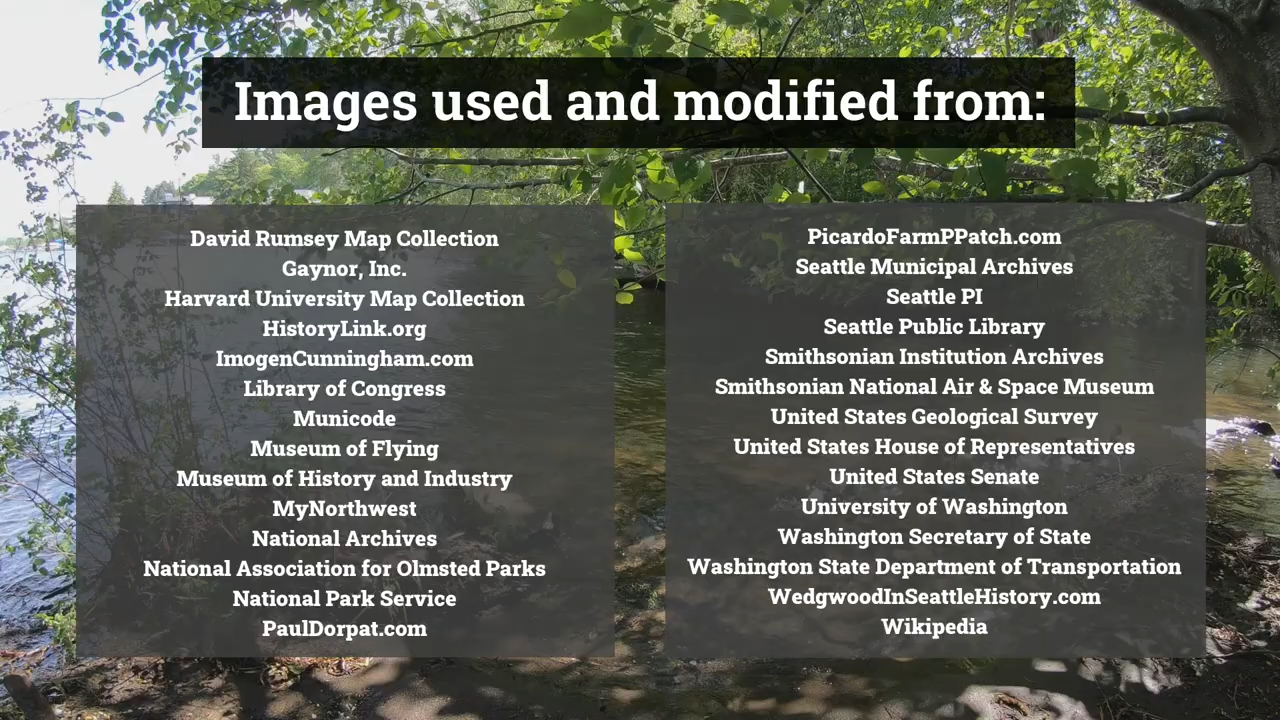 Images used and modified from:
David Rumsey Map Collection
Gaynor, Inc.
Harvard University Map Collection
HistoryLink.org
ImogenCunningham.com
Library of Congress
Municode
Museum of Flying
Museum of History and Industry
MyNorthwest
National Archives
National Association for Olmsted Parks
National Park Service
PaulDorpat.com
PicardoFarmPPatch.com
Seattle Municipal Archives
Seattle PI
Seattle Public Library
Smithsonian Institution Archives
Smithsonian National Air & Space Museum
United States Geological Survey
United States House of Representatives
United States Senate
University of Washington
Washington Secretary of State
Washington State Department of Transportation
WedgwoodInSeattleHistory.com
Wikipedia